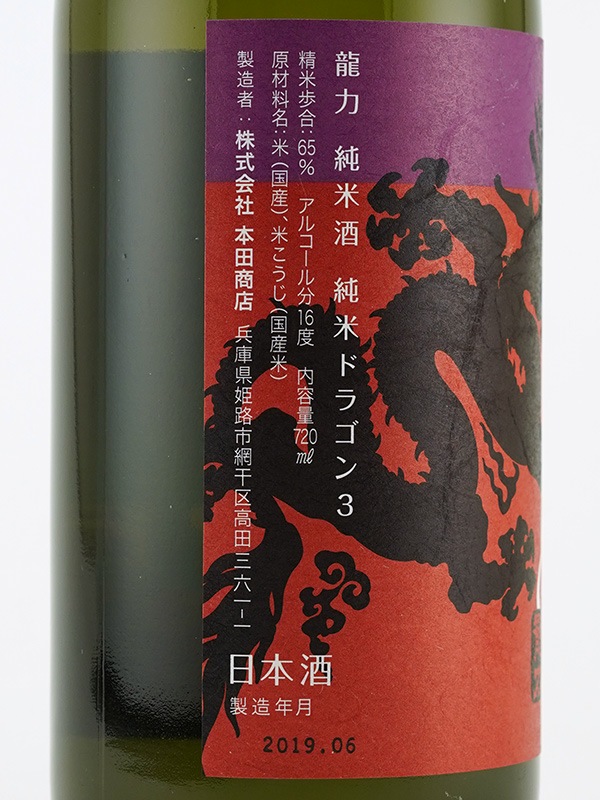 龍力 純米酒 純米ドラゴン3
精米歩合:65% アルコール分16度 内容量720ml
原材料名:米(国産)、米こうじ(国産米)
製造者:株式会社 本田商店 兵庫県姫路市網干区高田三六一-一
日本酒
製造年月
2019.06